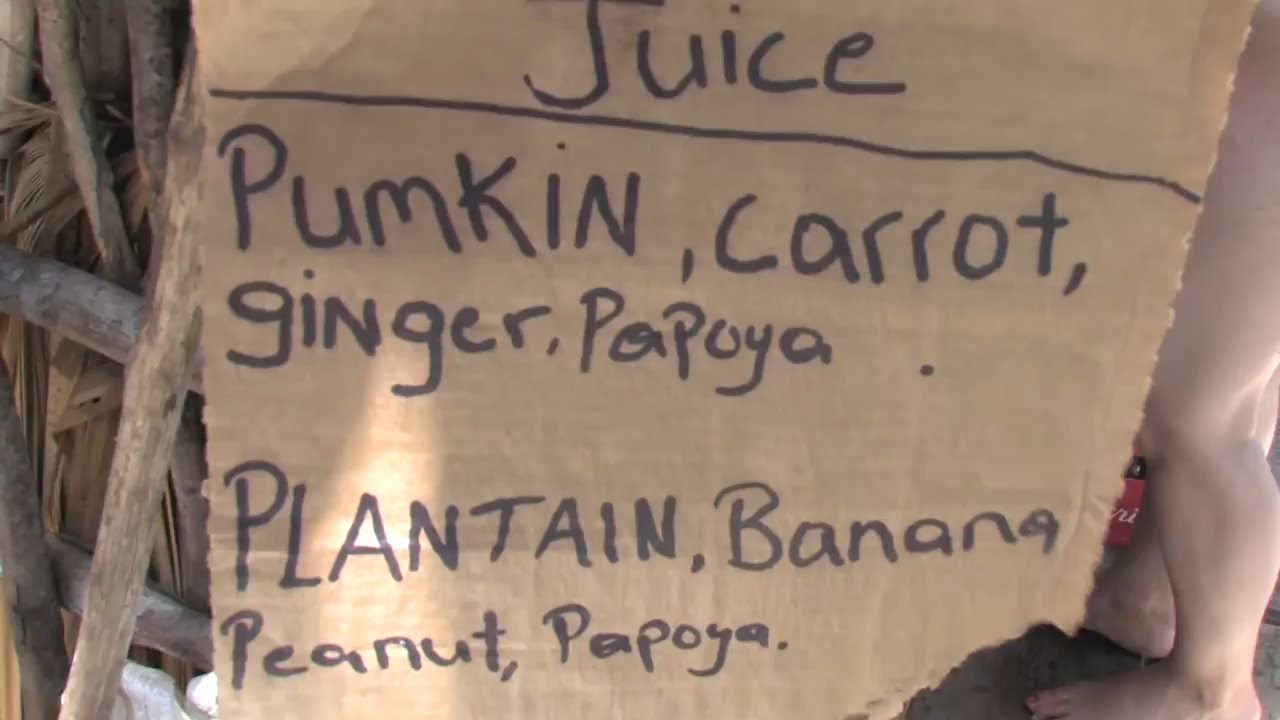 Juice
PumKiN, Carrot,
giNger, Papoya.
PLANTAIN, Banana
Peanut, Papoya.